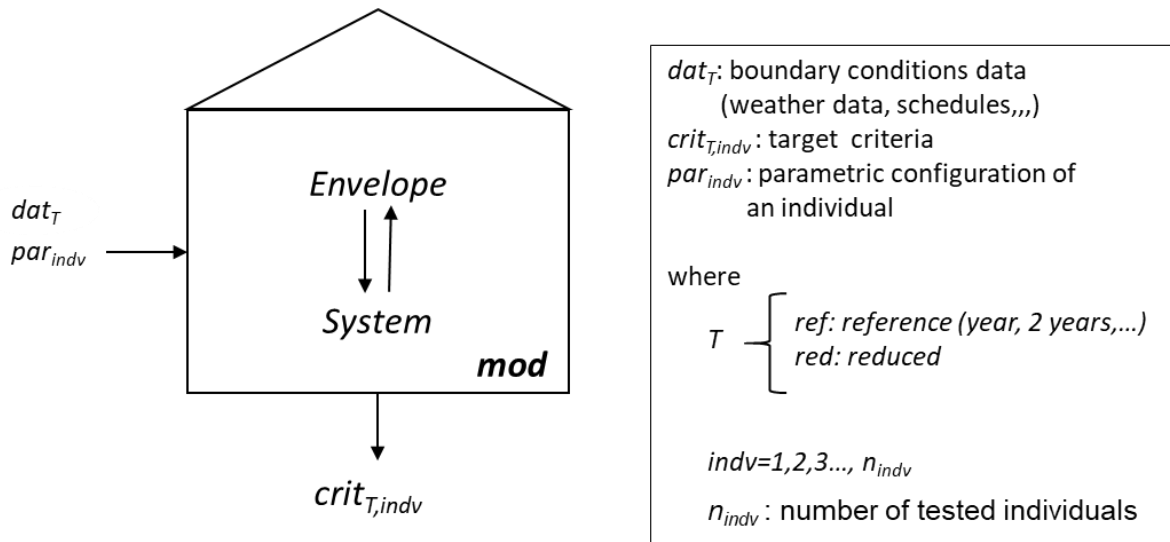 Envelope
System
mod
dat_T
par_indv
crit_T,indv
dat_T: boundary conditions data
(weather data, schedules,,,)
crit_T,indv : target criteria
par_indv : parametric configuration of
an individual
where
T
ref: reference (year, 2 years,...)
red: reduced
indv=1,2,3..., n_indv
n_indv : number of tested individuals